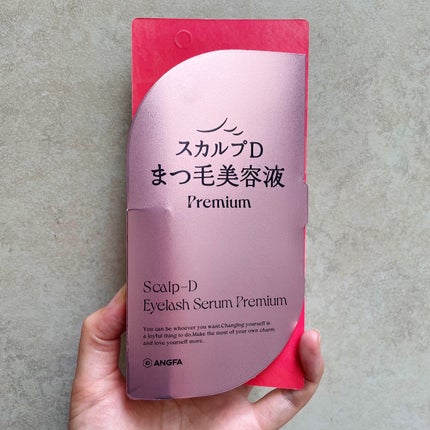 スカルプD
まつ毛美容液
Premium
Scalp-D
Eyelash Serum Premium
You can be whoever you want.Changing yourself is
a joyful thing to do.Make the most of your own charm
and love yourself more.
ANGFA